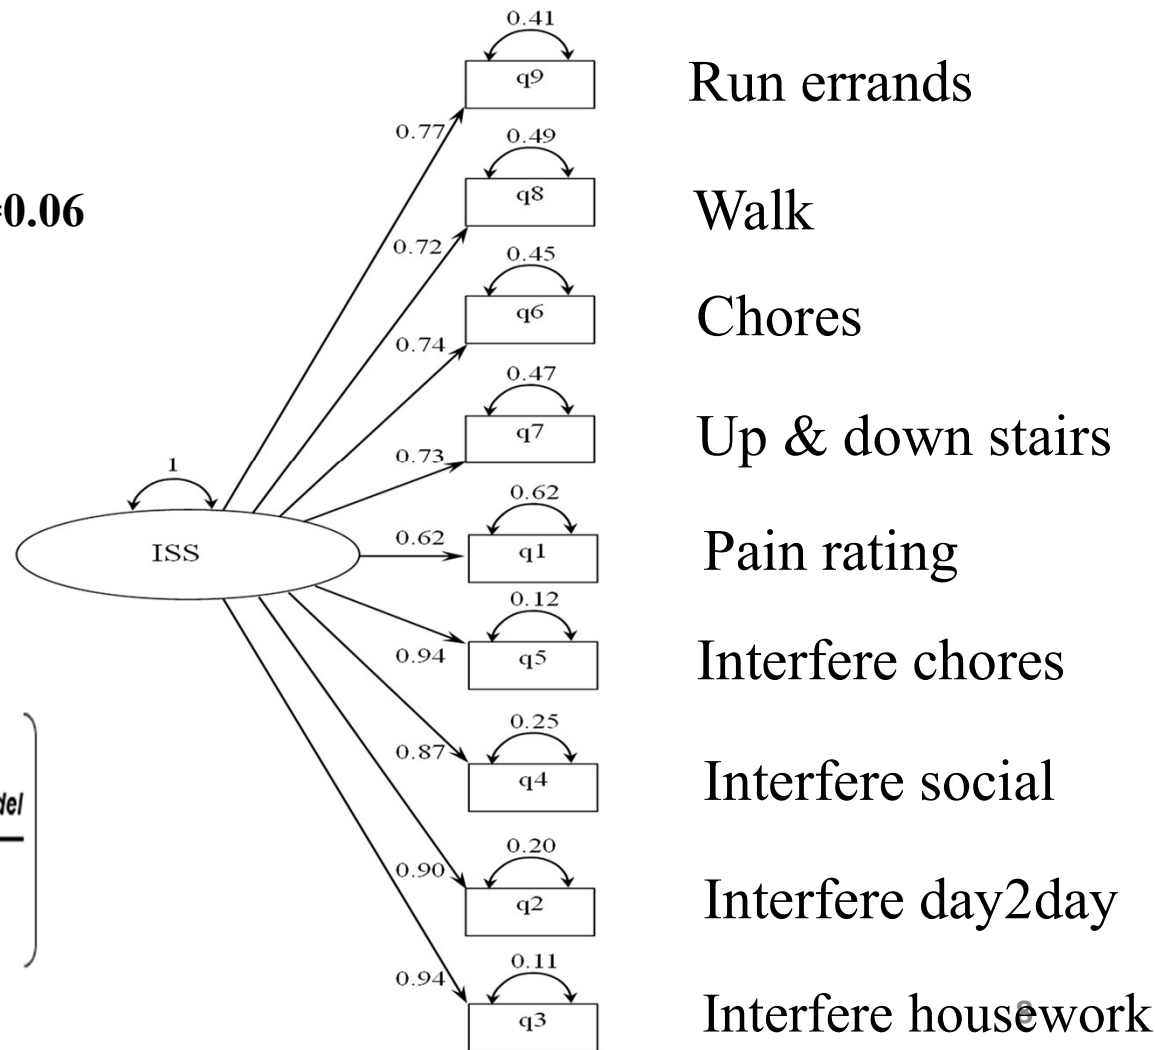 0.41
q9
Run errands
0.77
0.49
q8
=0.06
Walk
0.72
0.45
q6
Chores
0.74
0.47
q7
Up & down stairs
0.73
1
ISS
0.62
0.62
q1
Pain rating
0.12
q5
Interfere chores
0.94
0.25
q4
Interfere social
0.87
del
0.20
q2
Interfere day2day
0.90
0.11
q3
Interfere housework
0.94
8